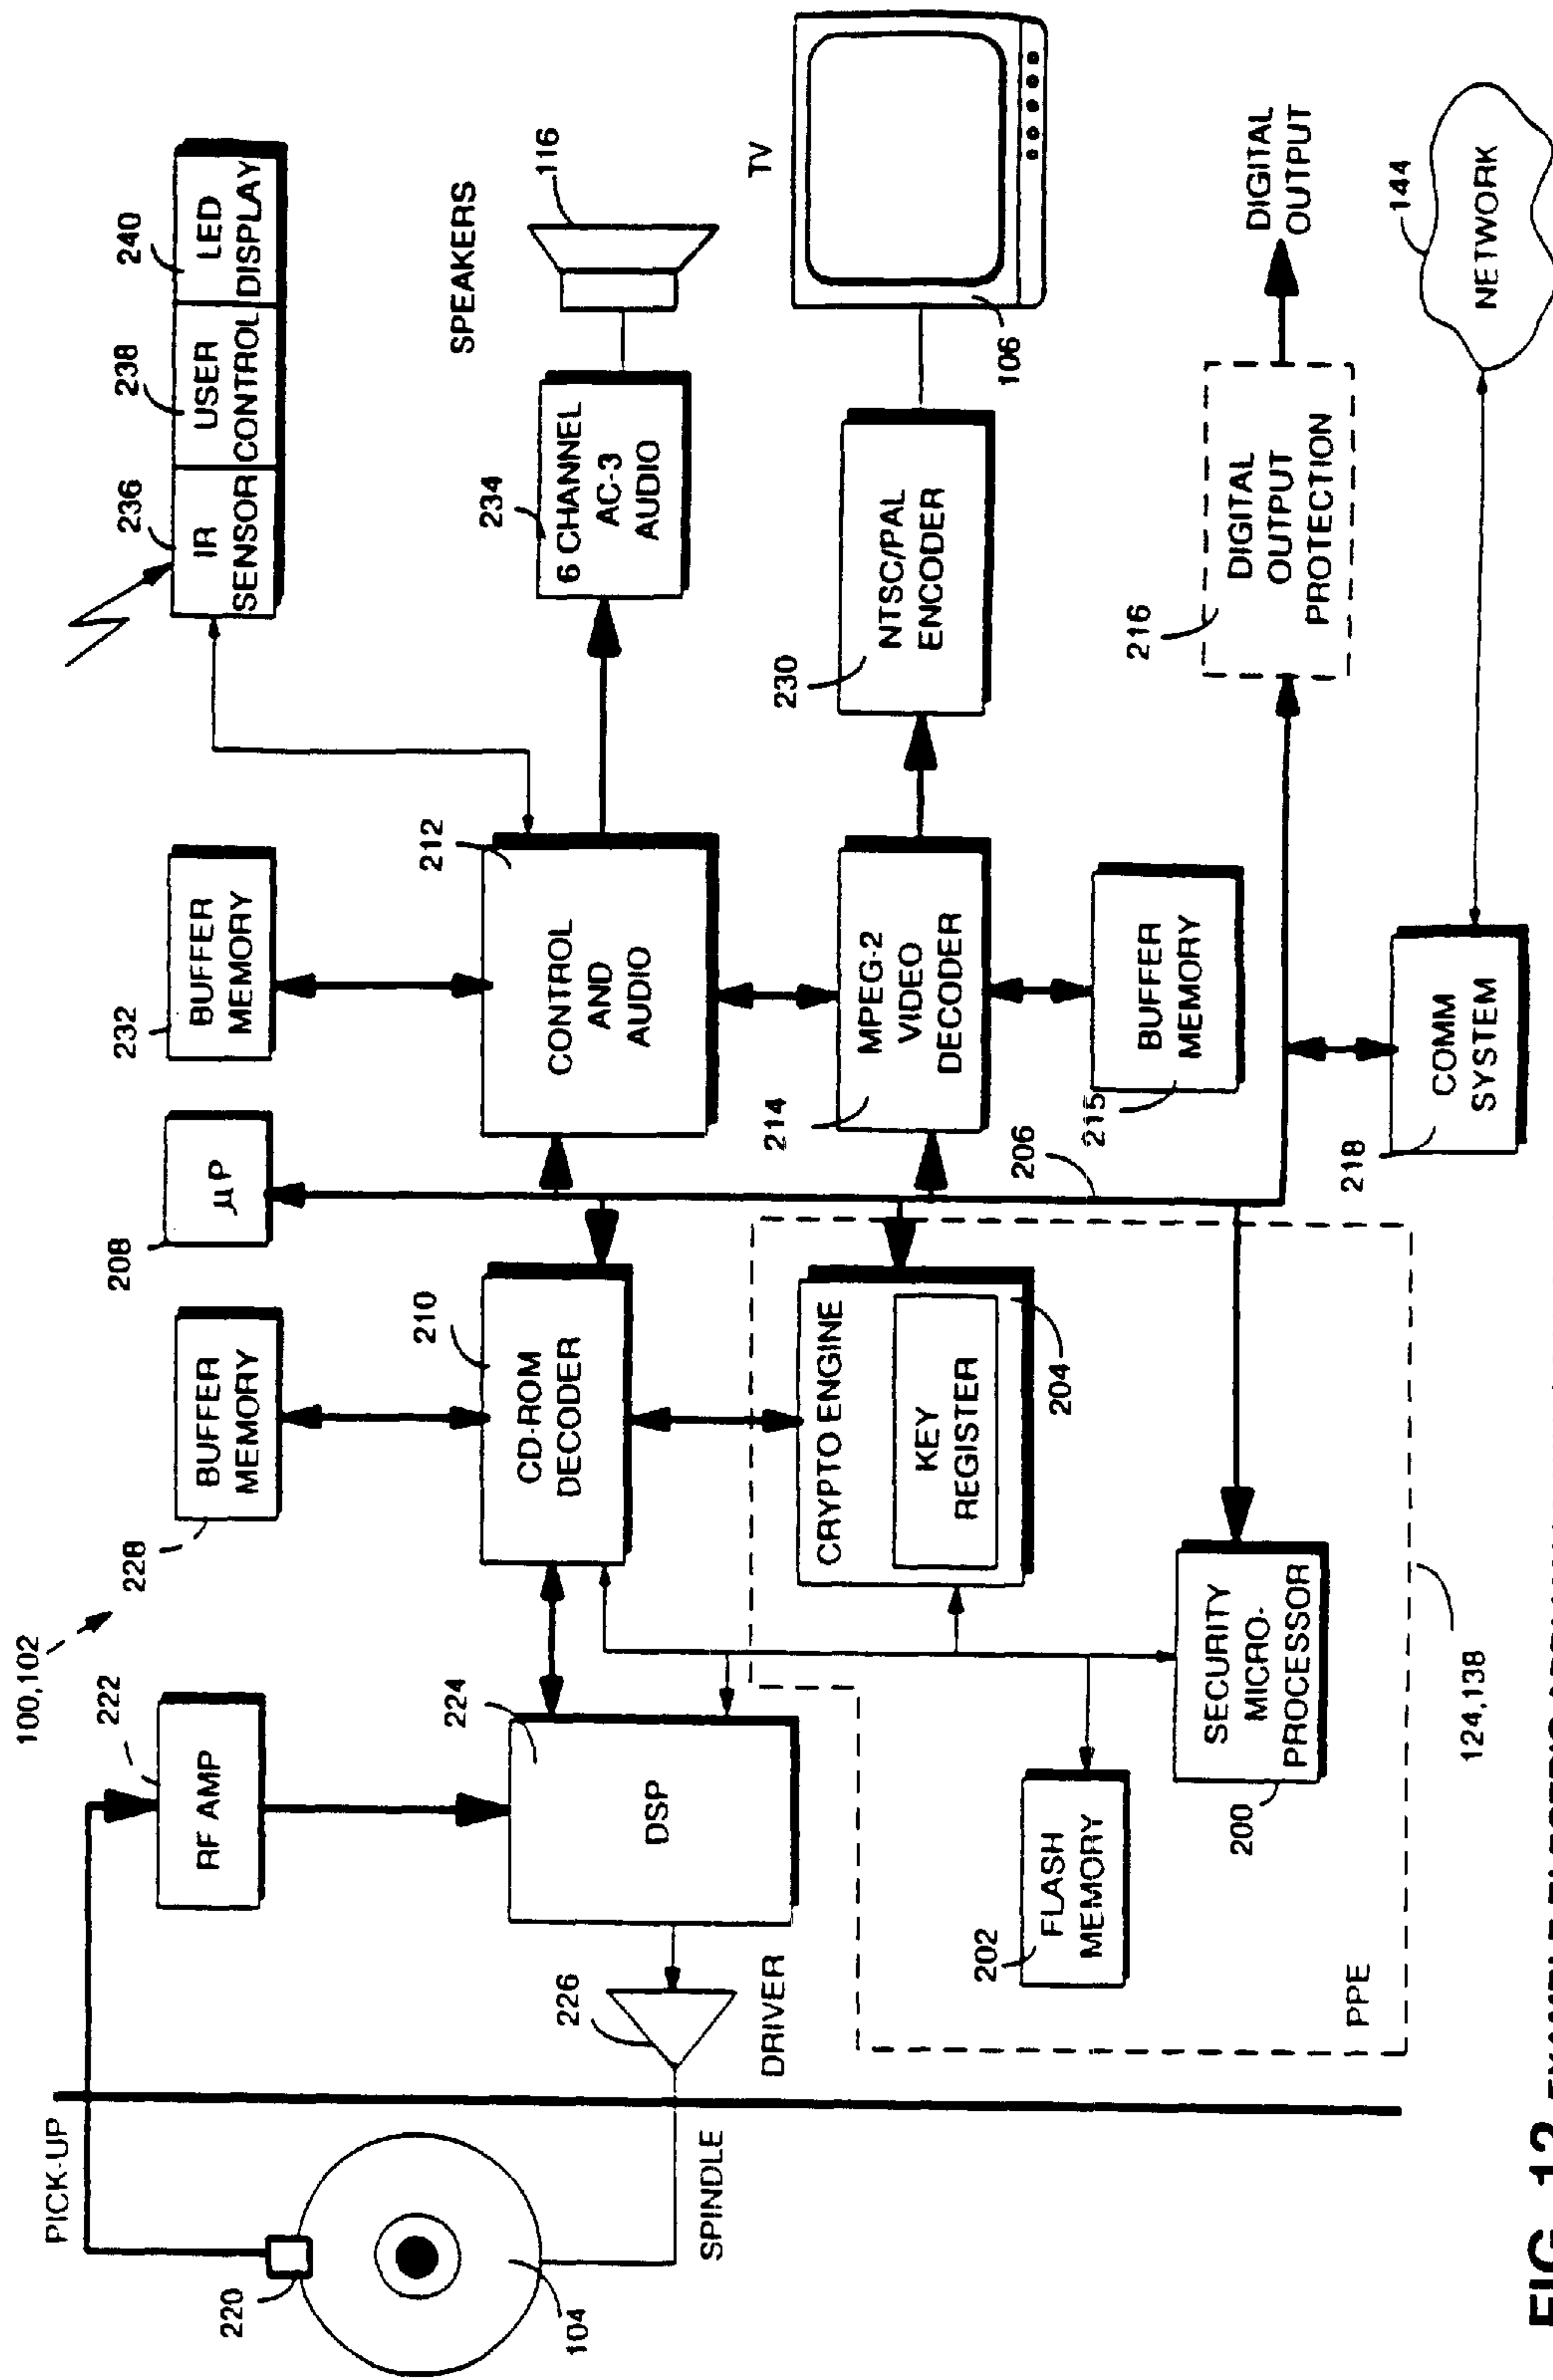 100,102
PICK-UP
220
104
SPINDLE
222
RF AMP
224
DSP
226
DRIVER
228
BUFFER
MEMORY
210
CD-ROM
DECODER
208
µP
232
BUFFER
MEMORY
212
CONTROL
AND
AUDIO
236
IR
SENSOR
238
USER
CONTROL
240
LED
DISPLAY
234
6 CHANNEL
AC-3
AUDIO
SPEAKERS
116
CRYPTO ENGINE
KEY
REGISTER
204
214
MPEG-2
VIDEO
DECODER
230
NTSC/PAL
ENCODER
TV
106
202
FLASH
MEMORY
200
SECURITY
MICRO-
PROCESSOR
PPE
124,138
206
215
BUFFER
MEMORY
216
DIGITAL
OUTPUT
PROTECTION
DIGITAL
OUTPUT
218
COMM
SYSTEM
144
NETWORK
FIG. 12 EXAMPLE ELECTRIC